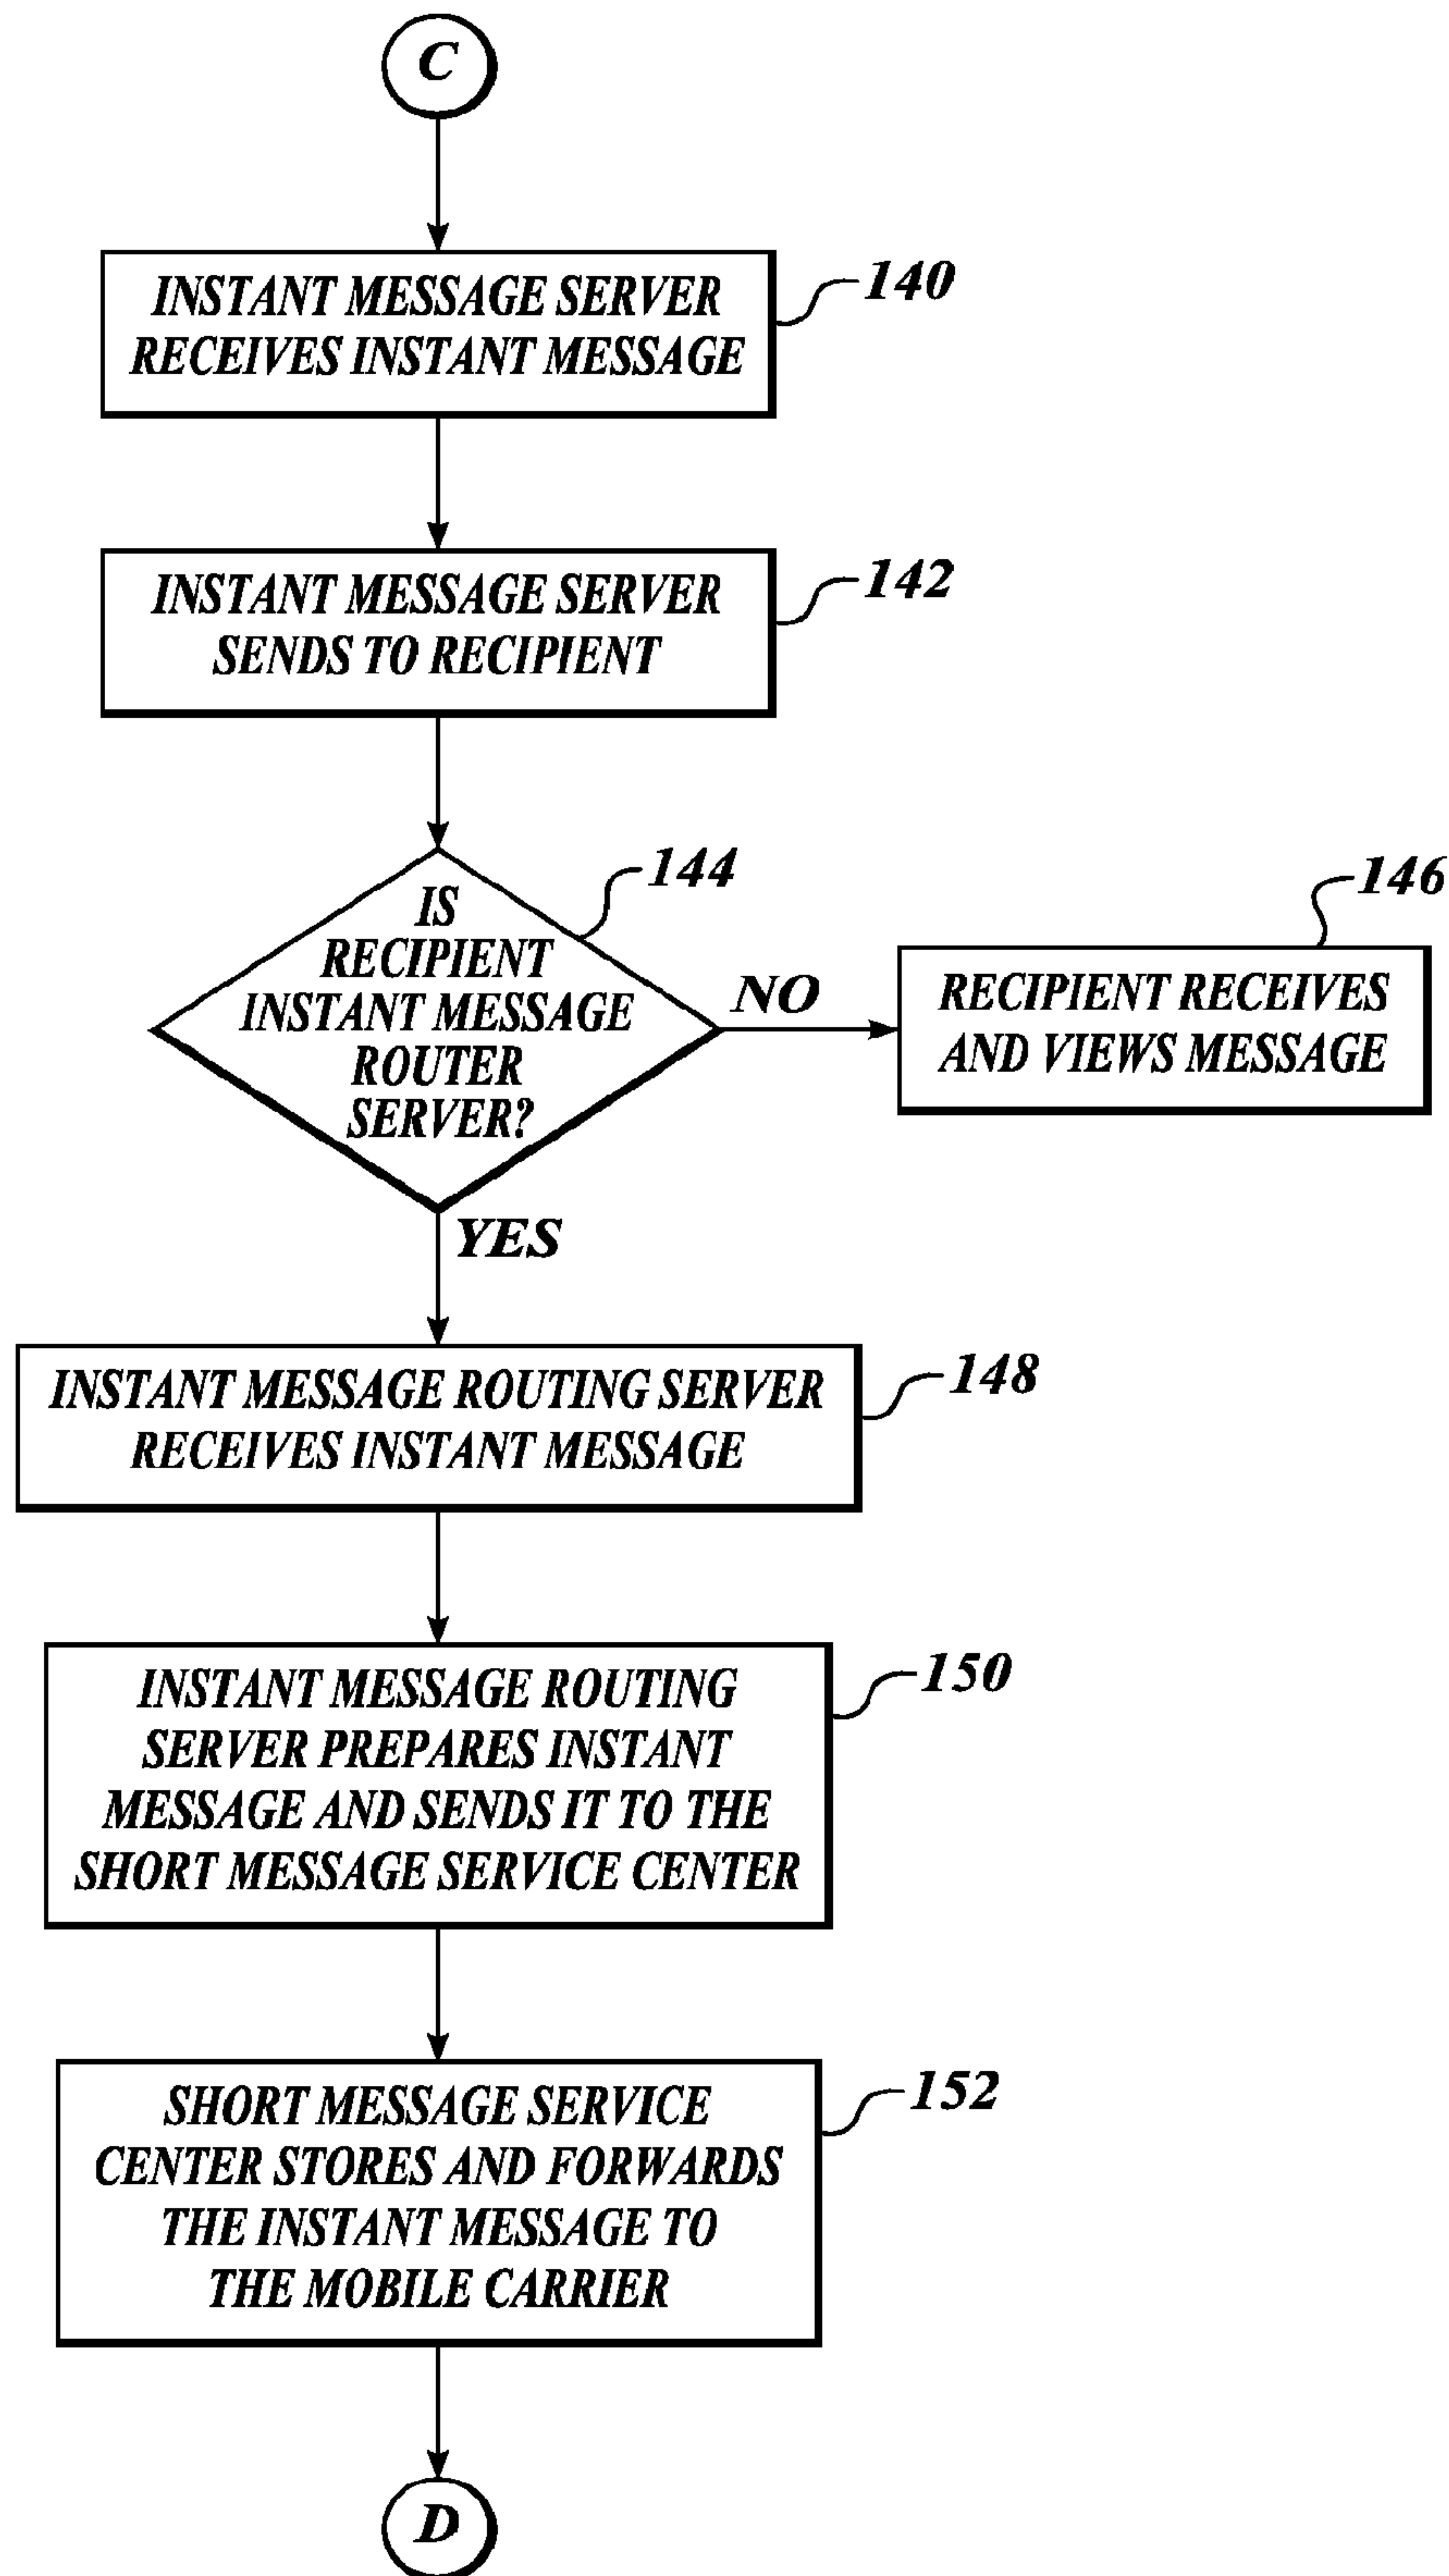 C
INSTANT MESSAGE SERVER
RECEIVES INSTANT MESSAGE
140
INSTANT MESSAGE SERVER
SENDS TO RECIPIENT
142
IS
RECIPIENT
INSTANT MESSAGE
ROUTER
SERVER?
144
NO
RECIPIENT RECEIVES
AND VIEWS MESSAGE
146
YES
INSTANT MESSAGE ROUTING SERVER
RECEIVES INSTANT MESSAGE
148
INSTANT MESSAGE ROUTING
SERVER PREPARES INSTANT
MESSAGE AND SENDS IT TO THE
SHORT MESSAGE SERVICE CENTER
150
SHORT MESSAGE SERVICE
CENTER STORES AND FORWARDS
THE INSTANT MESSAGE TO
THE MOBILE CARRIER
152
D